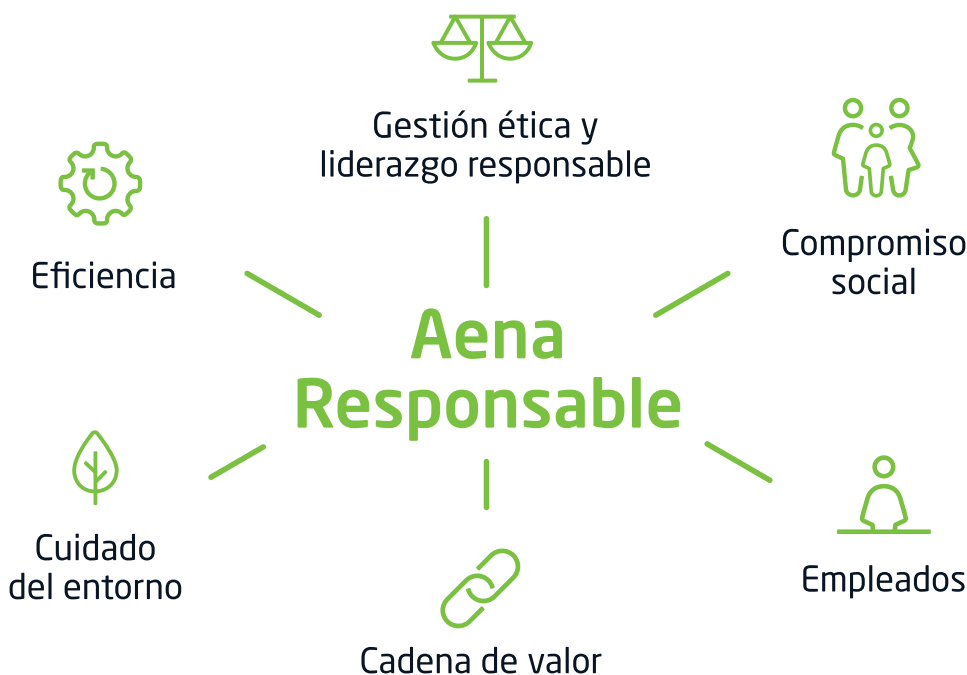 Gestión ética y
liderazgo responsable
Compromiso
social
Eficiencia
Aena
Responsable
Cuidado
del entorno
Empleados
Cadena de valor